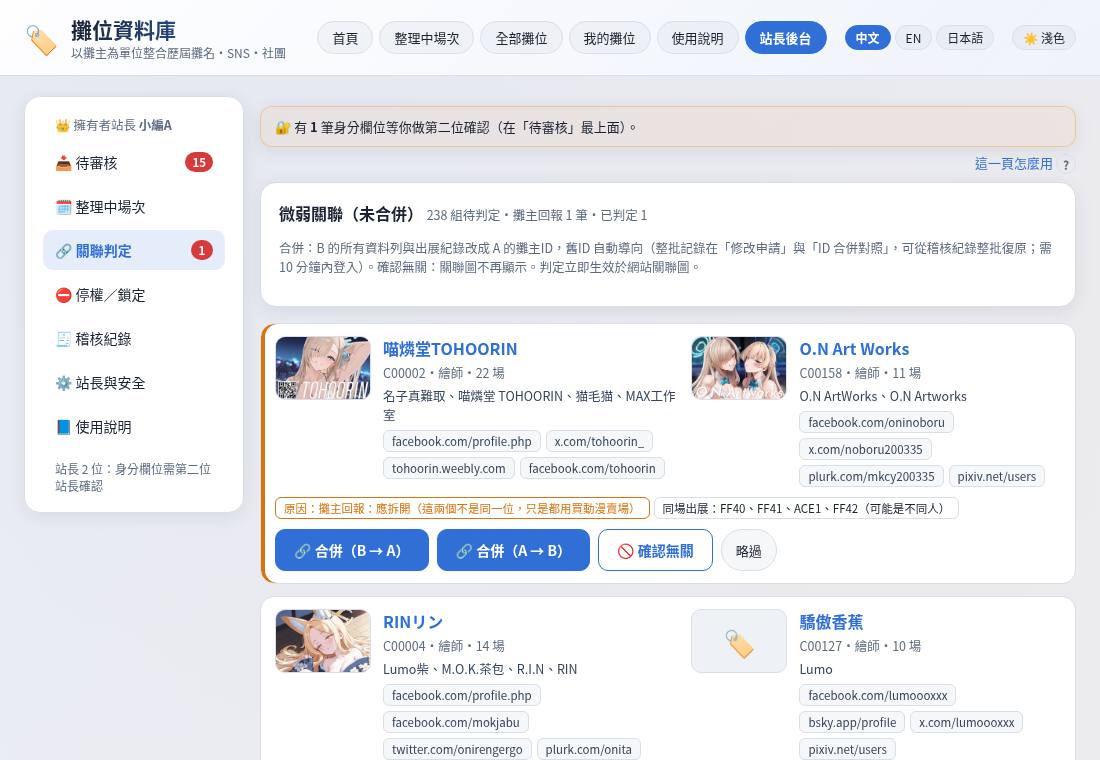 攤位資料庫
以攤主為單位整合歷屆攤名・SNS・社團
首頁
整理中場次
全部攤位
我的攤位
使用說明
站長後台
中文
EN
日本語
淺色
擁有者站長 小編A
待審核
15
整理中場次
關聯判定
1
停權／鎖定
稽核紀錄
站長與安全
使用說明
站長 2 位：身分欄位需第二位
站長確認
有 1 筆身分欄位等你做第二位確認（在「待審核」最上面）。
這一頁怎麼用 ?
微弱關聯（未合併） 238 組待判定・攤主回報 1 筆・已判定 1
合併：B 的所有資料列與出展紀錄改成 A 的攤主ID，舊ID 自動導向（整批記錄在「修改申請」與「ID 合併對照」，可從稽核紀錄整批復原；需
10 分鐘內登入）。確認無關：關聯圖不再顯示。判定立即生效於網站關聯圖。
TOHOORIN
喵燐堂TOHOORIN
C00002・繪師・22 場
名子真難取、喵燐堂 TOHOORIN、猫毛猫、MAX工作
室
facebook.com/profile.php
x.com/tohoorin_
tohoorin.weebly.com
facebook.com/tohoorin
O.N Art Works
C00158・繪師・11 場
O.N ArtWorks、O.N Artworks
facebook.com/oninoboru
x.com/noboru200335
plurk.com/mkcy200335
pixiv.net/users
原因：攤主回報：應拆開（這兩個不是同一位，只是都用買動漫賣場）
同場出展：FF40、FF41、ACE1、FF42（可能是不同人）
合併（B → A）
合併（A → B）
確認無關
略過
RINリン
C00004・繪師・14 場
Lumo柴、M.O.K.茶包、R.I.N、RIN
facebook.com/profile.php
facebook.com/mokjabu
twitter.com/onirengergo
plurk.com/onita
驕傲香蕉
C00127・繪師・10 場
Lumo
facebook.com/lumoooxxx
bsky.app/profile
x.com/lumoooxxx
pixiv.net/users